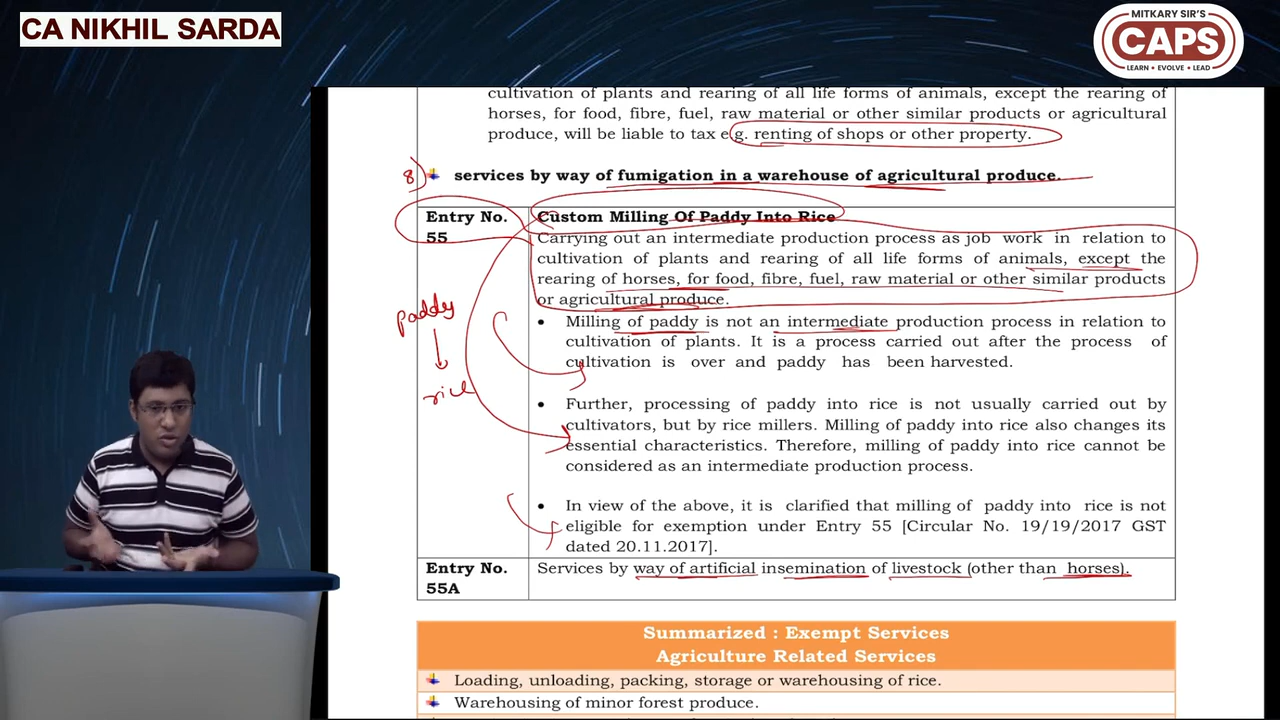 CA NIKHIL SARDA
MITKARY SIR'S
CAPS
LEARN • EVOLVE • LEAD
cultivation of plants and rearing of all life forms of animals, except the rearing of
horses, for food, fibre, fuel, raw material or other similar products or agricultural
produce, will be liable to tax e.g. renting of shops or other property.
8) services by way of fumigation in a warehouse of agricultural produce.
Entry No.
55
Custom Milling Of Paddy Into Rice
Carrying out an intermediate production process as job work in relation to
cultivation of plants and rearing of all life forms of animals, except the
rearing of horses, for food, fibre, fuel, raw material or other similar products
or agricultural produce.
• Milling of paddy is not an intermediate production process in relation to
cultivation of plants. It is a process carried out after the process of
cultivation is over and paddy has been harvested.
paddy
rice
• Further, processing of paddy into rice is not usually carried out by
cultivators, but by rice millers. Milling of paddy into rice also changes its
essential characteristics. Therefore, milling of paddy into rice cannot be
considered as an intermediate production process.
• In view of the above, it is clarified that milling of paddy into rice is not
eligible for exemption under Entry 55 [Circular No. 19/19/2017 GST
dated 20.11.2017].
Entry No.
55A
Services by way of artificial insemination of livestock (other than horses).
Summarized : Exempt Services
Agriculture Related Services
Loading, unloading, packing, storage or warehousing of rice.
Warehousing of minor forest produce.